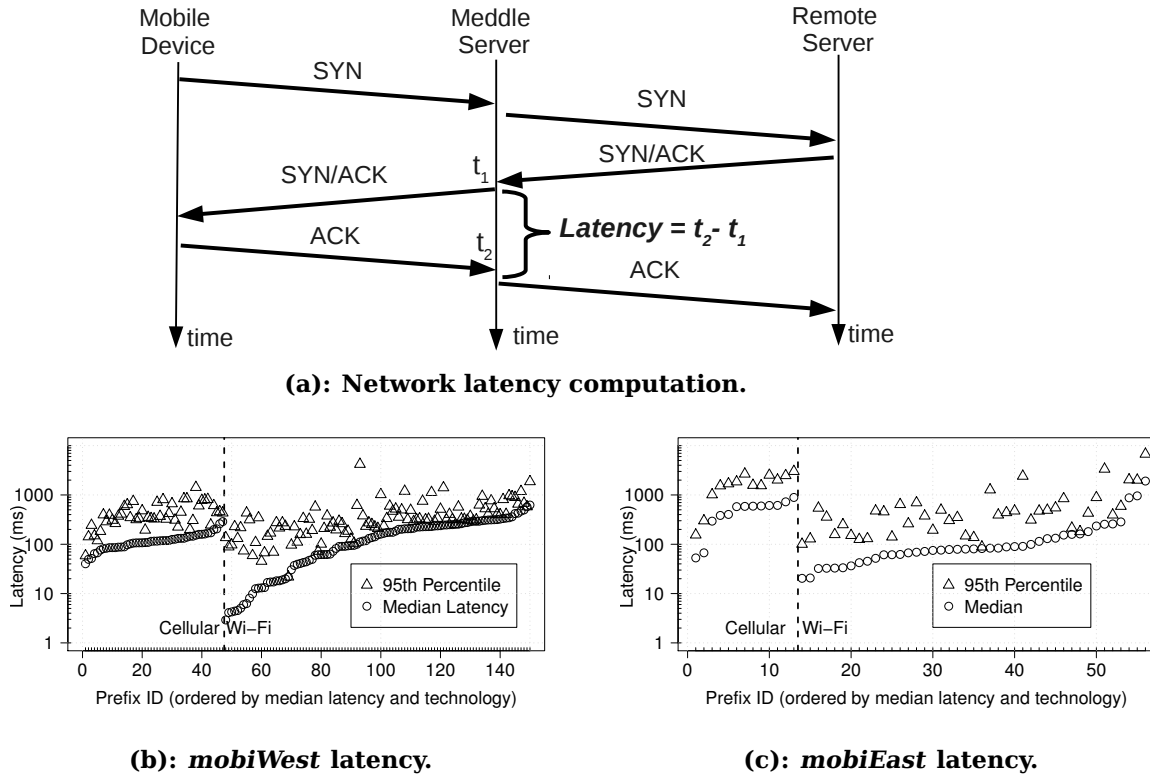 Mobile Device
Meddle Server
Remote Server
SYN
SYN
SYN/ACK
t1
SYN/ACK
Latency = t2- t1
ACK
t2
ACK
time
time
time
(a): Network latency computation.
Latency (ms)
1000
100
10
1
95th Percentile
Median Latency
Cellular
Wi−Fi
0 20 40 60 80 100 120 140
Prefix ID (ordered by median latency and technology)
(b): mobiWest latency.
Latency (ms)
1000
100
10
1
95th Percentile
Median
Cellular
Wi−Fi
0 10 20 30 40 50
Prefix ID (ordered by median latency and technology)
(c): mobiEast latency.